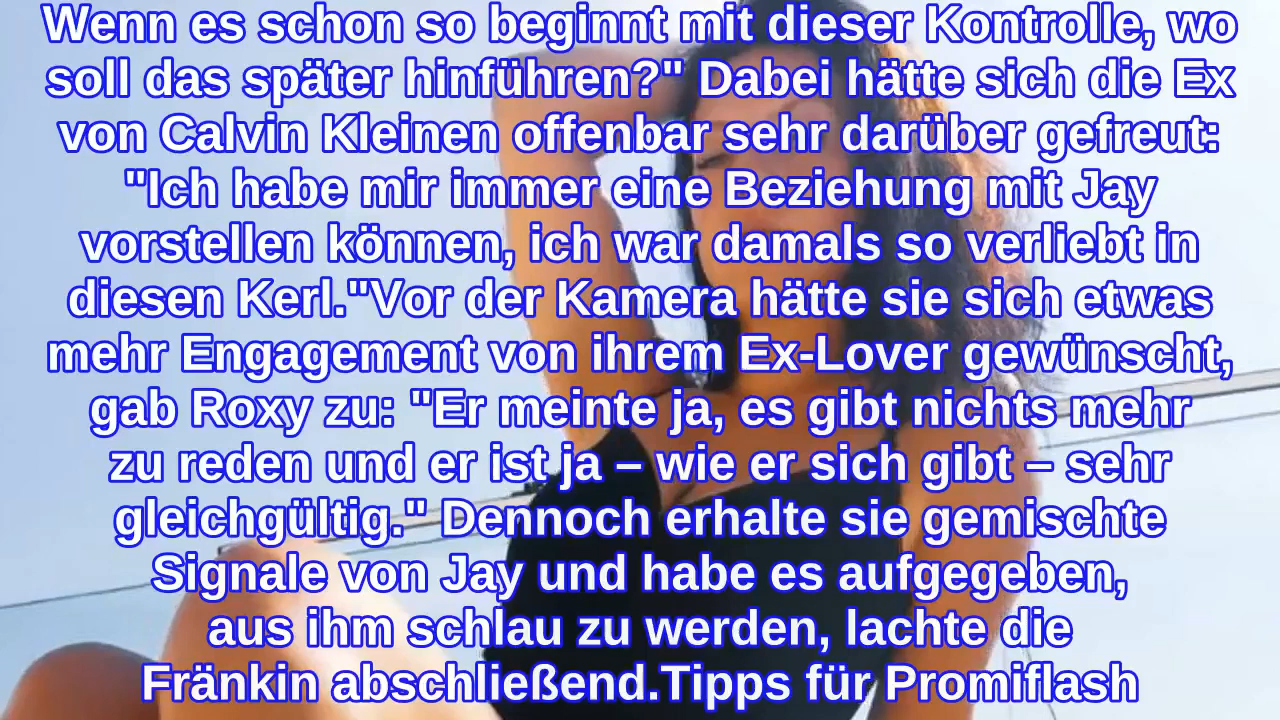 Wenn es schon so beginnt mit dieser Kontrolle, wo
soll das später hinführen?" Dabei hätte sich die Ex
von Calvin Kleinen offenbar sehr darüber gefreut:
"Ich habe mir immer eine Beziehung mit Jay
vorstellen können, ich war damals so verliebt in
diesen Kerl."Vor der Kamera hätte sie sich etwas
mehr Engagement von ihrem Ex-Lover gewünscht,
gab Roxy zu: "Er meinte ja, es gibt nichts mehr
zu reden und er ist ja – wie er sich gibt – sehr
gleichgültig." Dennoch erhalte sie gemischte
Signale von Jay und habe es aufgegeben,
aus ihm schlau zu werden, lachte die
Fränkin abschließend.Tipps für Promiflash